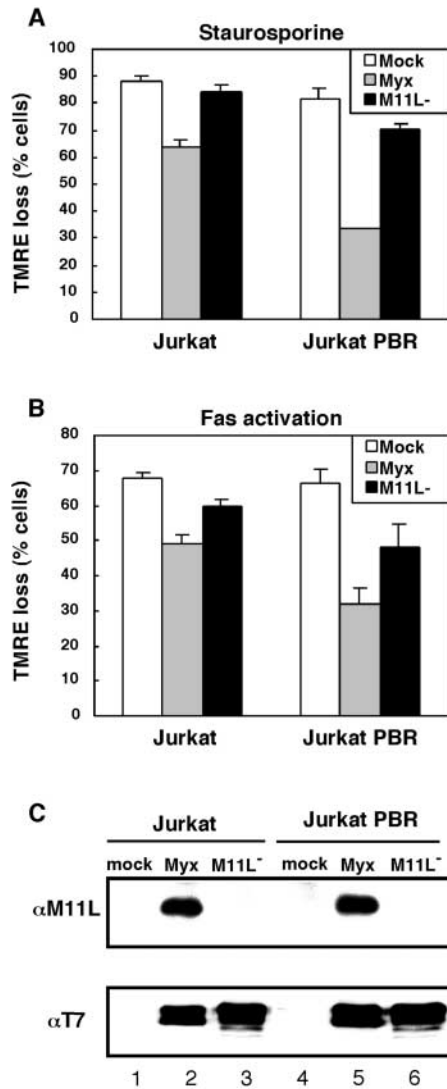 A
Staurosporine
Mock
Myx
M11L-
TMRE loss (% cells)
100
90
80
70
60
50
40
30
20
10
0
Jurkat
Jurkat PBR
B
Fas activation
Mock
Myx
M11L-
TMRE loss (% cells)
80
70
60
50
40
30
20
10
0
Jurkat
Jurkat PBR
C
Jurkat
Jurkat PBR
mock Myx M11L⁻ mock Myx M11L⁻
αM11L
αT7
1 2 3 4 5 6